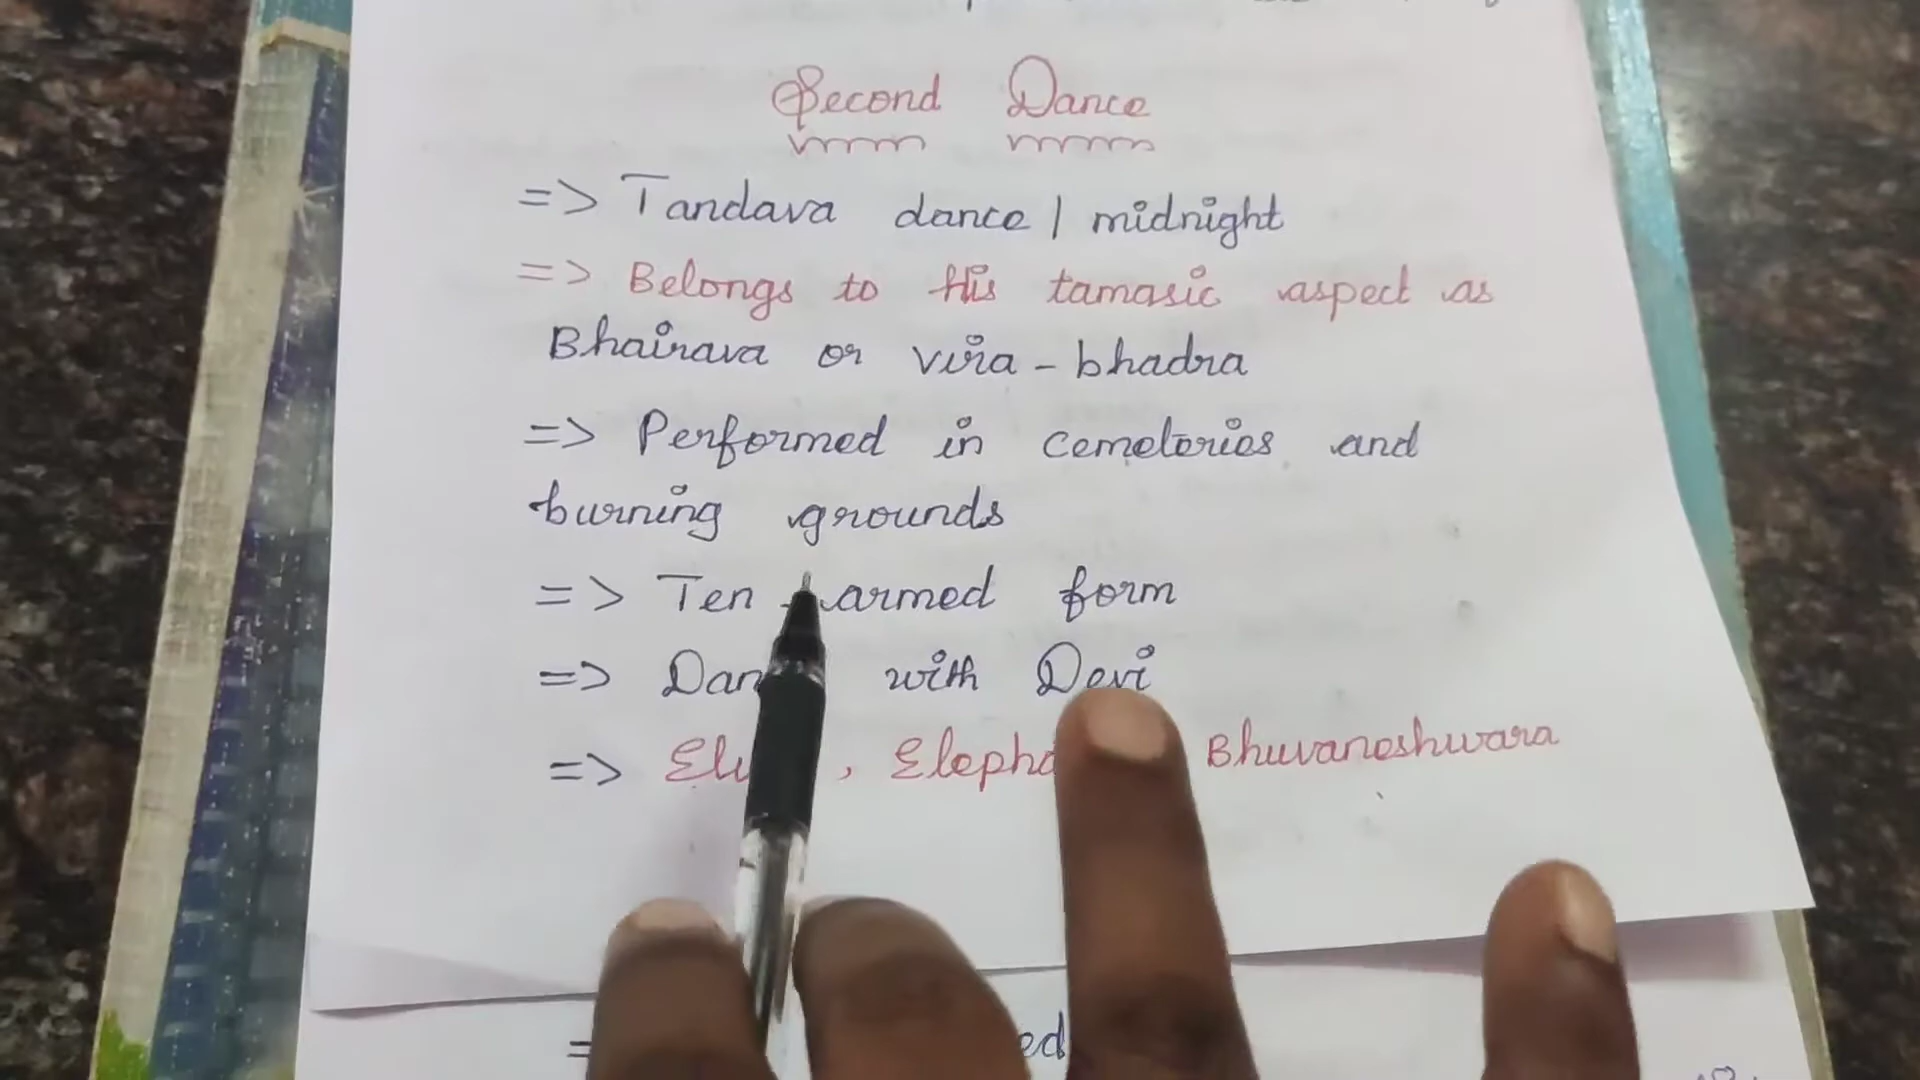 Second Dance
=> Tandava dance | midnight
=> Belongs to His tamasic aspect as
Bhairava or vira - bhadra
=> Performed in cemeteries and
burning grounds
=> Ten - armed form
=> with Devi
=> , Bhuvaneshwara